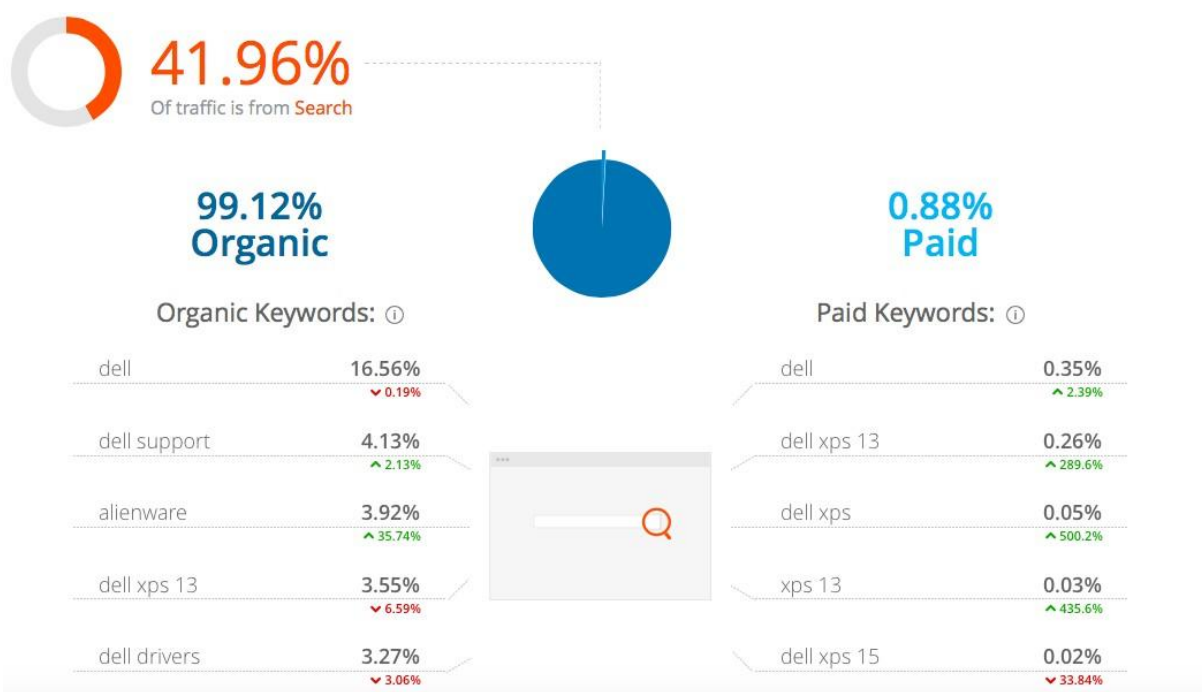 41.96%
Of traffic is from Search
99.12%
Organic
0.88%
Paid
Organic Keywords:
dell 16.56%
0.19%
dell support 4.13%
2.13%
alienware 3.92%
35.74%
dell xps 13 3.55%
6.59%
dell drivers 3.27%
3.06%
Paid Keywords:
dell 0.35%
2.39%
dell xps 13 0.26%
289.6%
dell xps 0.05%
500.2%
xps 13 0.03%
435.6%
dell xps 15 0.02%
33.84%